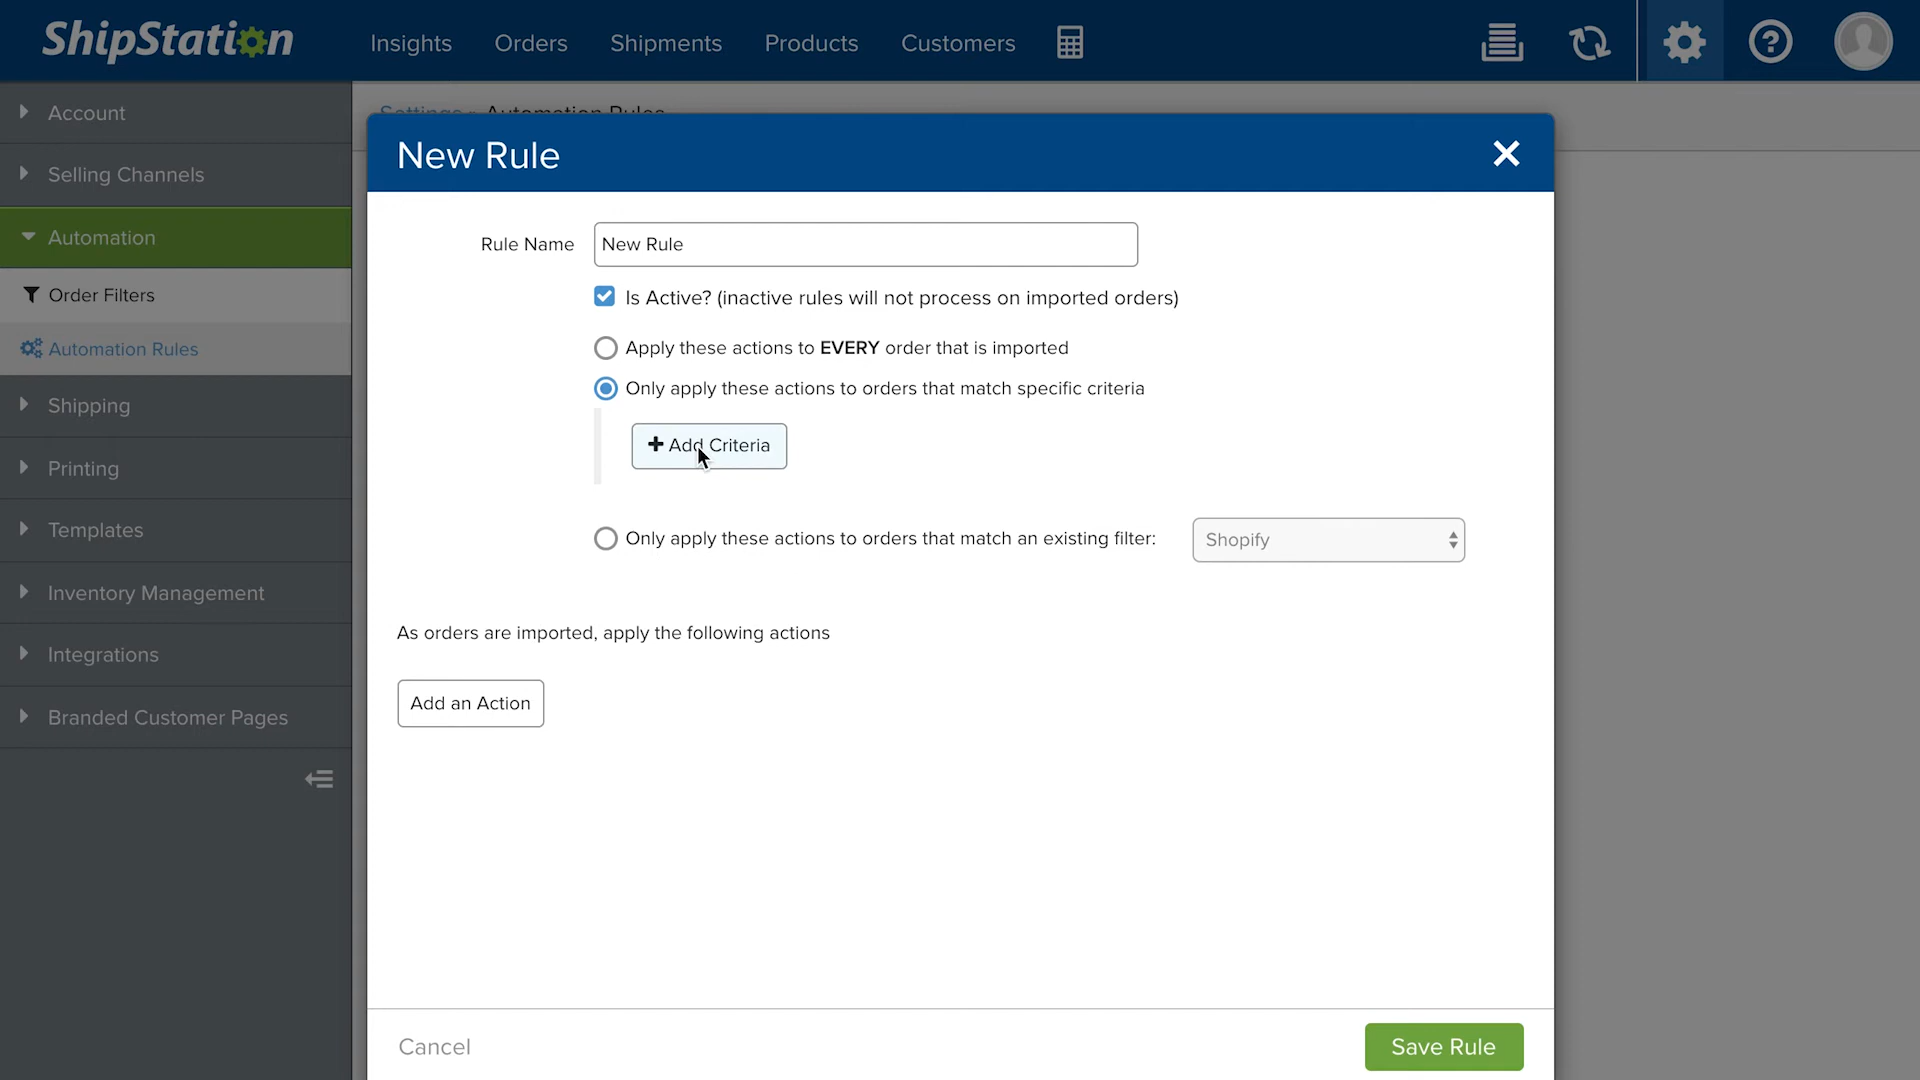 ShipStation
Insights
Orders
Shipments
Products
Customers
Account
Selling Channels
Automation
Order Filters
Automation Rules
Shipping
Printing
Templates
Inventory Management
Integrations
Branded Customer Pages
Settings
Automation Rules
New Rule
Rule Name
New Rule
Is Active? (inactive rules will not process on imported orders)
Apply these actions to EVERY order that is imported
Only apply these actions to orders that match specific criteria
Add Criteria
Only apply these actions to orders that match an existing filter:
Shopify
As orders are imported, apply the following actions
Add an Action
Cancel
Save Rule